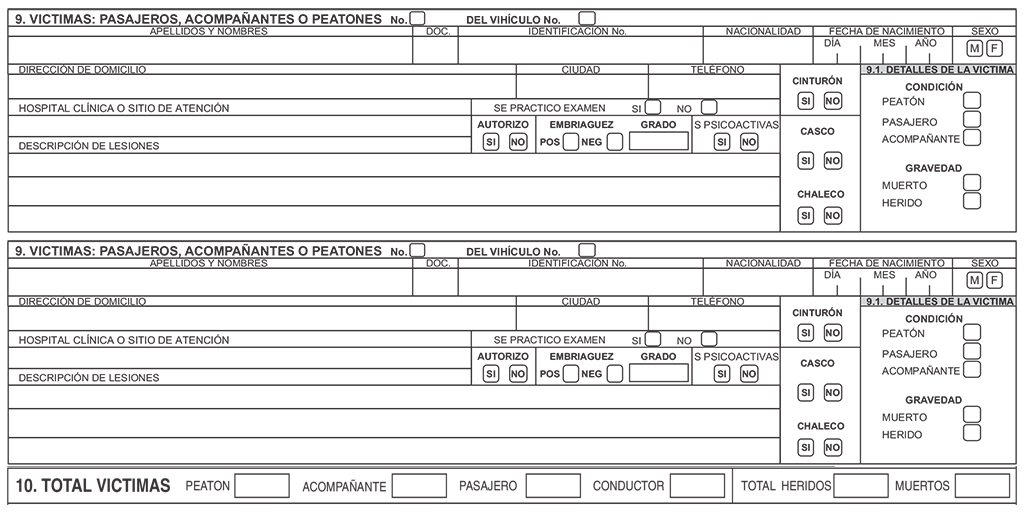 9. VICTIMAS: PASAJEROS, ACOMPAÑANTES O PEATONES No. DEL VIHÍCULO No.
APELLIDOS Y NOMBRES DOC. IDENTIFICACIÓN No. NACIONALIDAD FECHA DE NACIMIENTO SEXO
DÍA MES AÑO M F
DIRECCIÓN DE DOMICILIO CIUDAD TELÉFONO CINTURÓN 9.1. DETALLES DE LA VICTIMA
CONDICIÓN
SI NO PEATÓN
HOSPITAL CLÍNICA O SITIO DE ATENCIÓN SE PRACTICO EXAMEN SI NO
PASAJERO
AUTORIZO EMBRIAGUEZ GRADO S PSICOACTIVAS CASCO
SI NO POS NEG SI NO ACOMPAÑANTE
DESCRIPCIÓN DE LESIONES
SI NO GRAVEDAD
MUERTO
CHALECO HERIDO
SI NO
9. VICTIMAS: PASAJEROS, ACOMPAÑANTES O PEATONES No. DEL VIHÍCULO No.
APELLIDOS Y NOMBRES DOC. IDENTIFICACIÓN No. NACIONALIDAD FECHA DE NACIMIENTO SEXO
DÍA MES AÑO M F
DIRECCIÓN DE DOMICILIO CIUDAD TELÉFONO CINTURÓN 9.1. DETALLES DE LA VICTIMA
CONDICIÓN
SI NO PEATÓN
HOSPITAL CLÍNICA O SITIO DE ATENCIÓN SE PRACTICO EXAMEN SI NO
PASAJERO
AUTORIZO EMBRIAGUEZ GRADO S PSICOACTIVAS CASCO
SI NO POS NEG SI NO ACOMPAÑANTE
DESCRIPCIÓN DE LESIONES
SI NO GRAVEDAD
MUERTO
CHALECO HERIDO
SI NO
10. TOTAL VICTIMAS PEATON ACOMPAÑANTE PASAJERO CONDUCTOR TOTAL HERIDOS MUERTOS